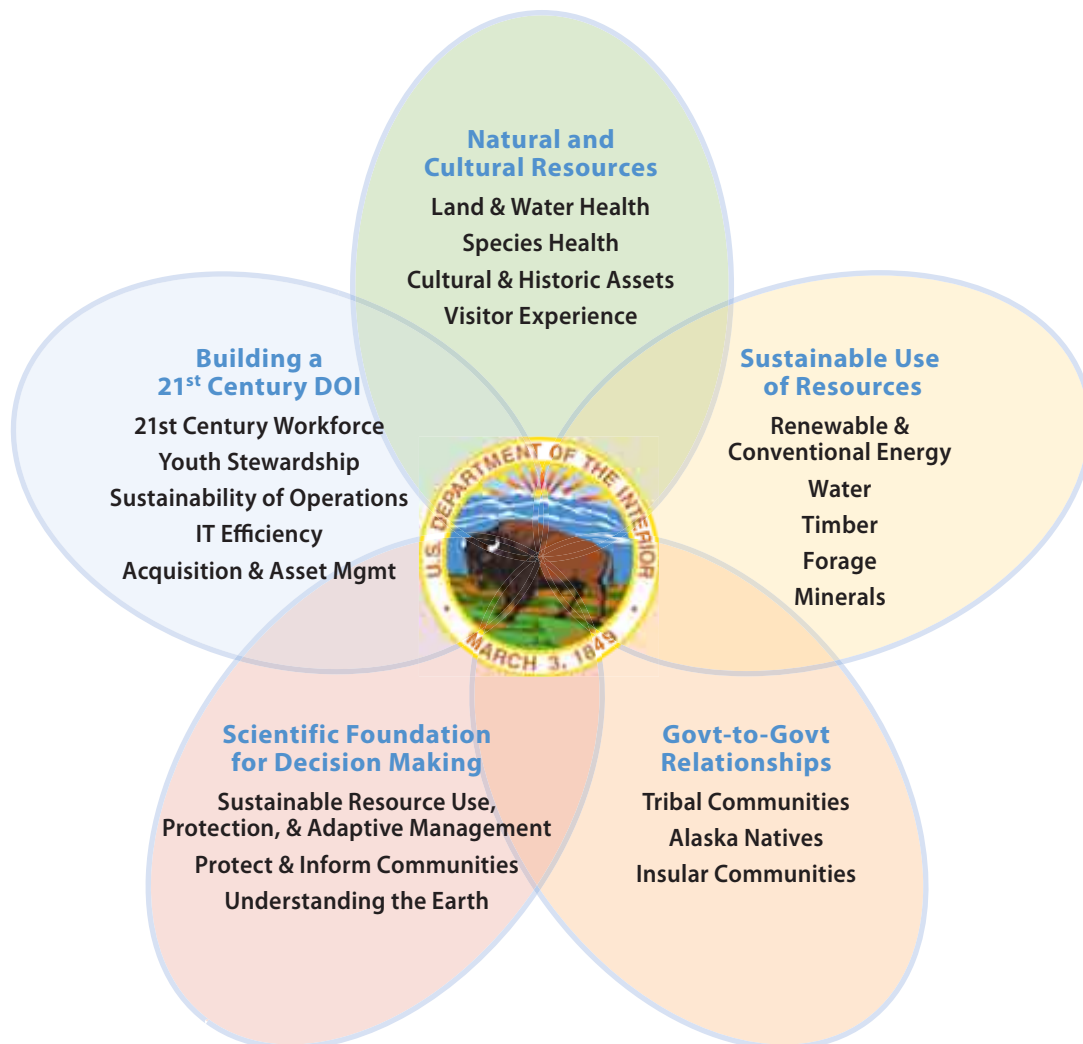 Natural and
Cultural Resources
Land & Water Health
Species Health
Cultural & Historic Assets
Visitor Experience
Building a
21st Century DOI
21st Century Workforce
Youth Stewardship
Sustainability of Operations
IT Efficiency
Acquisition & Asset Mgmt
Sustainable Use
of Resources
Renewable &
Conventional Energy
Water
Timber
Forage
Minerals
U.S. DEPARTMENT OF THE INTERIOR
MARCH 3, 1849
Scientific Foundation
for Decision Making
Sustainable Resource Use,
Protection, & Adaptive Management
Protect & Inform Communities
Understanding the Earth
Govt-to-Govt
Relationships
Tribal Communities
Alaska Natives
Insular Communities